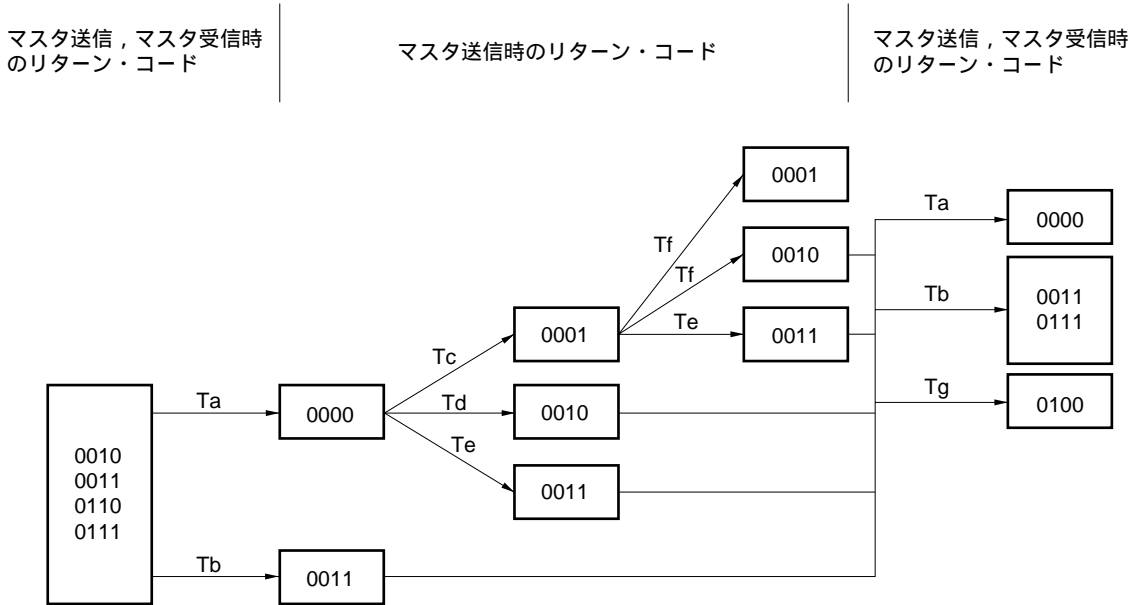 マスタ送信，マスタ受信時
のリターン・コード
マスタ送信時のリターン・コード
マスタ送信，マスタ受信時
のリターン・コード
0010
0011
0110
0111
Ta
Tb
0000
0011
Tc
Td
Te
0001
0010
0011
Tf
Tf
Te
0001
0010
0011
Ta
Tb
Tg
0000
0011
0111
0100